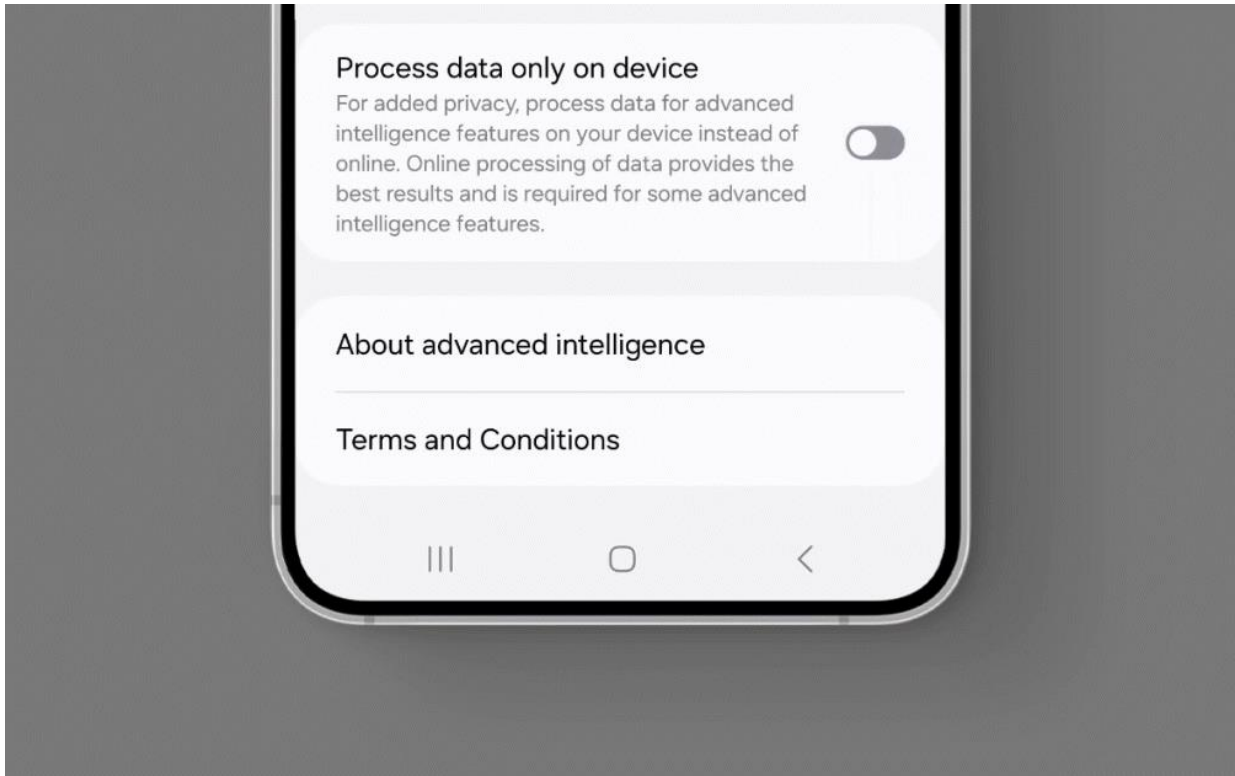 Process data only on device
For added privacy, process data for advanced
intelligence features on your device instead of
online. Online processing of data provides the
best results and is required for some advanced
intelligence features.
About advanced intelligence
Terms and Conditions